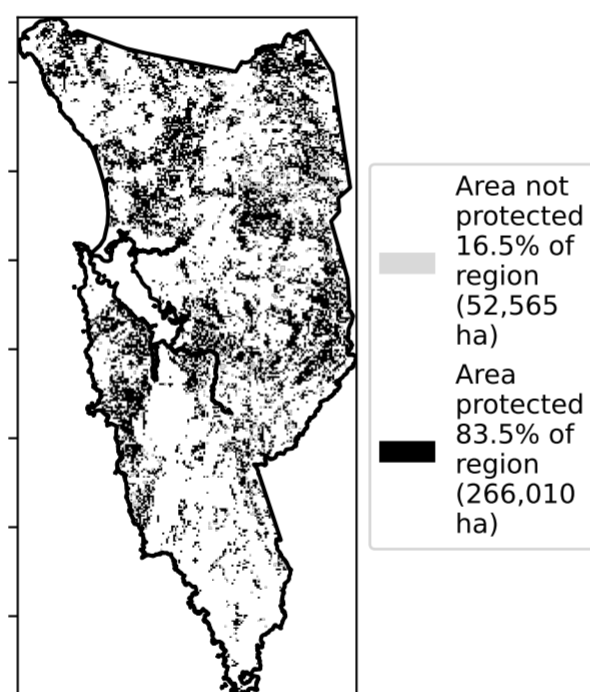 Area not
protected
16.5% of
region
(52,565
ha)
Area
protected
83.5% of
region
(266,010
ha)